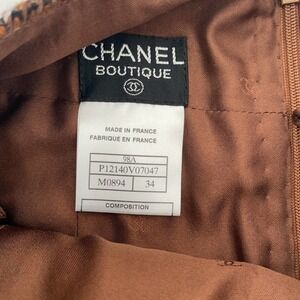 CHANEL
BOUTIQUE
MADE IN FRANCE
FABRIQUE EN FRANCE
98A
P12140V07047
M0894 34
COMPOSITION